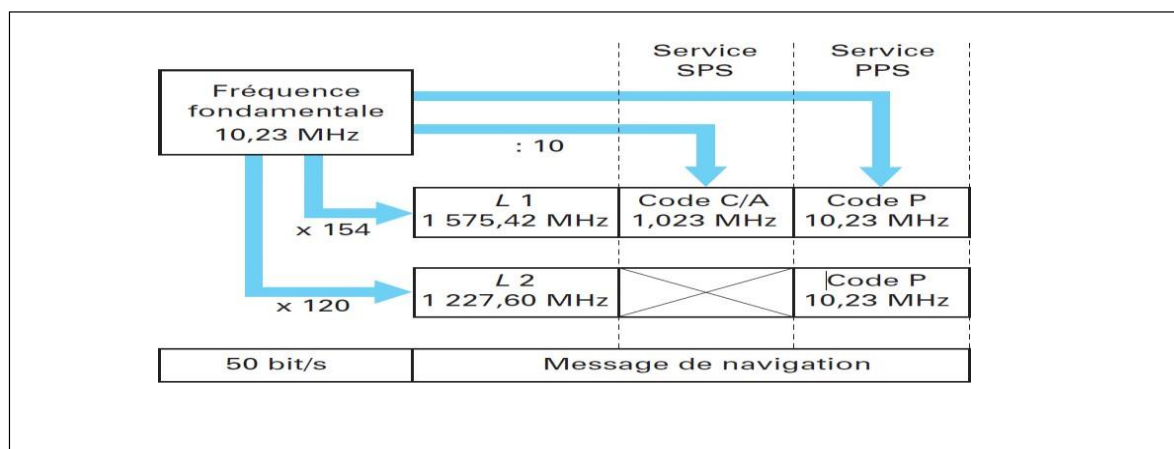 Service
SPS
Service
PPS
Fréquence
fondamentale
10,23 MHz
: 10
L 1
1 575,42 MHz
Code C/A
1,023 MHz
Code P
10,23 MHz
x 154
L 2
1 227,60 MHz
Code P
10,23 MHz
x 120
50 bit/s
Message de navigation